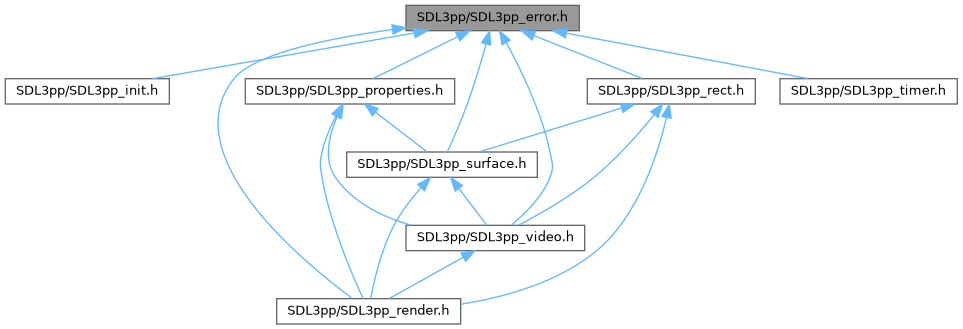 SDL3pp/SDL3pp_error.h
SDL3pp/SDL3pp_init.h
SDL3pp/SDL3pp_properties.h
SDL3pp/SDL3pp_rect.h
SDL3pp/SDL3pp_timer.h
SDL3pp/SDL3pp_surface.h
SDL3pp/SDL3pp_video.h
SDL3pp/SDL3pp_render.h